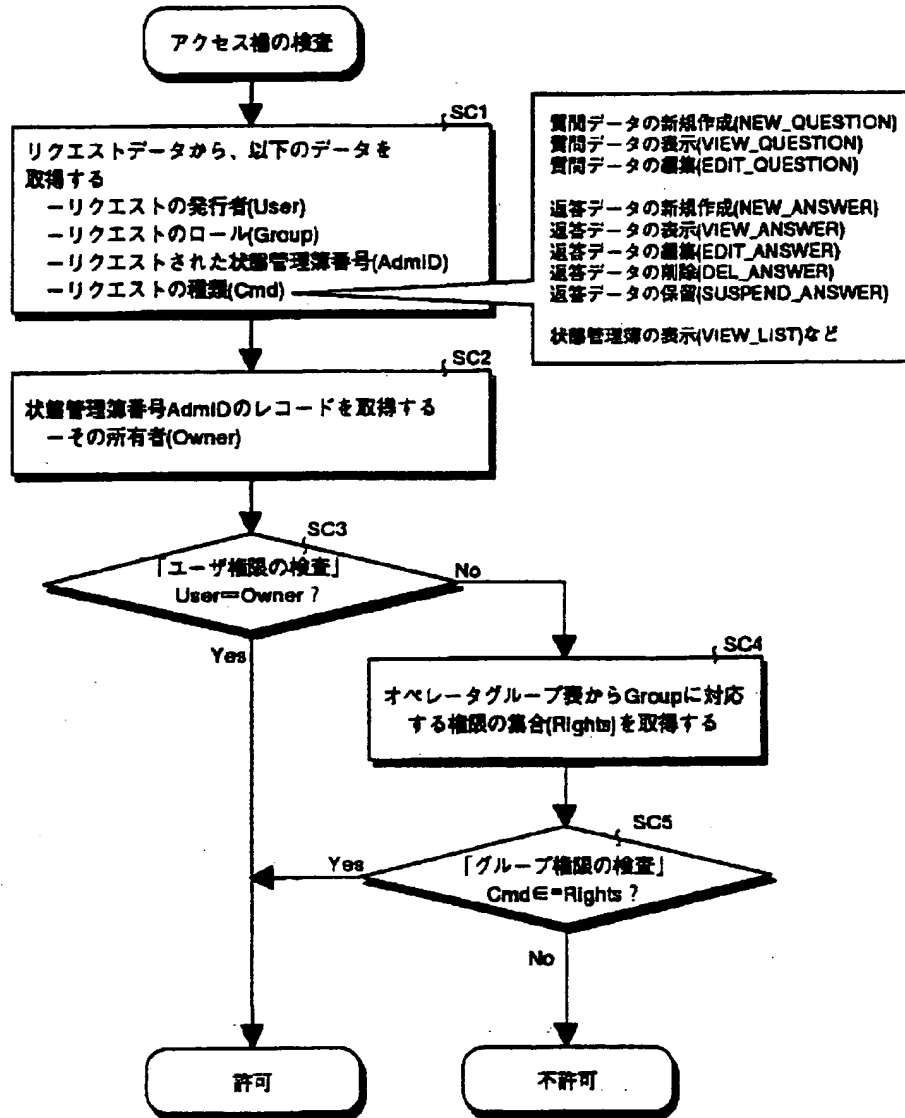 アクセス権の検査
SC1
リクエストデータから、以下のデータを
取得する
ーリクエストの発行者(User)
ーリクエストのロール(Group)
ーリクエストされた状態管理簿番号(AdmID)
ーリクエストの種類(Cmd)
質問データの新規作成(NEW_QUESTION)
質問データの表示(VIEW_QUESTION)
質問データの編集(EDIT_QUESTION)
返答データの新規作成(NEW_ANSWER)
返答データの表示(VIEW_ANSWER)
返答データの編集(EDIT_ANSWER)
返答データの削除(DEL_ANSWER)
返答データの保留(SUSPEND_ANSWER)
状態管理簿の表示(VIEW_LIST)など
SC2
状態管理簿番号AdmIDのレコードを取得する
ーその所有者(Owner)
SC3
「ユーザ権限の検査」
User=Owner ?
No
Yes
SC4
オペレータグループ表からGroupに対応
する権限の集合(Rights)を取得する
SC5
「グループ権限の検査」
Cmd∈=Rights ?
Yes
No
許可
不許可